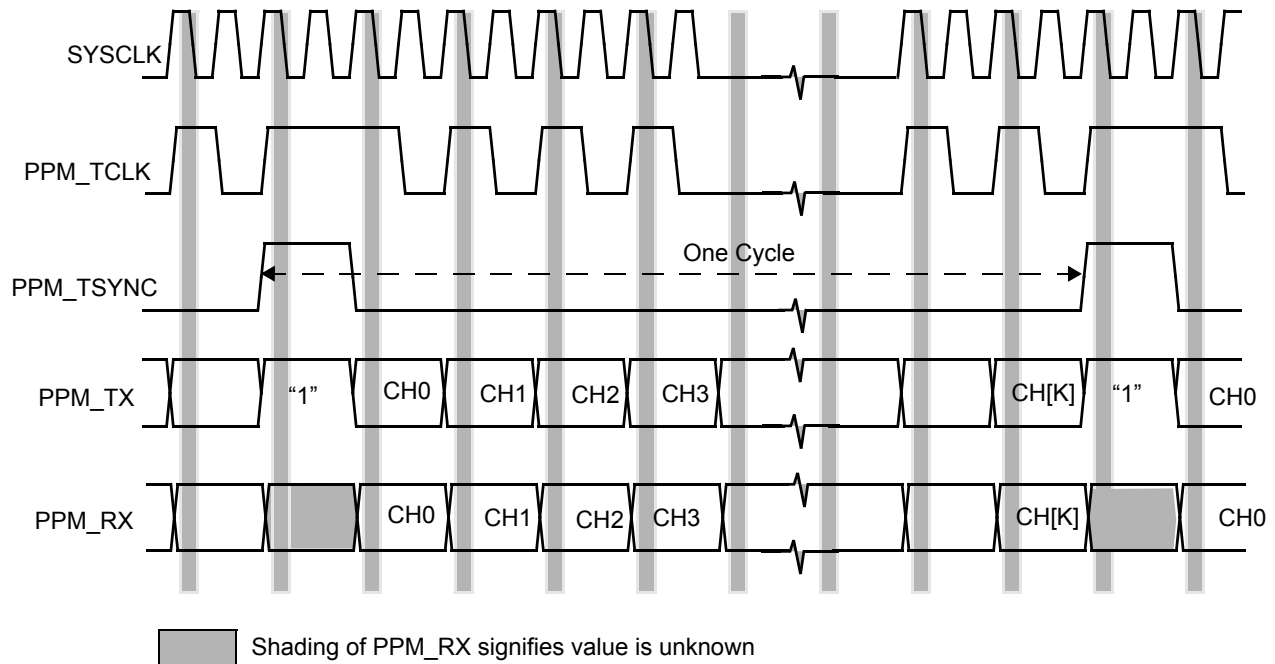 SYSCLK
PPM_TCLK
One Cycle
PPM_TSYNC
PPM_TX “1” CH0 CH1 CH2 CH3 CH[K] “1” CH0
PPM_RX CH0 CH1 CH2 CH3 CH[K] CH0
Shading of PPM_RX signifies value is unknown